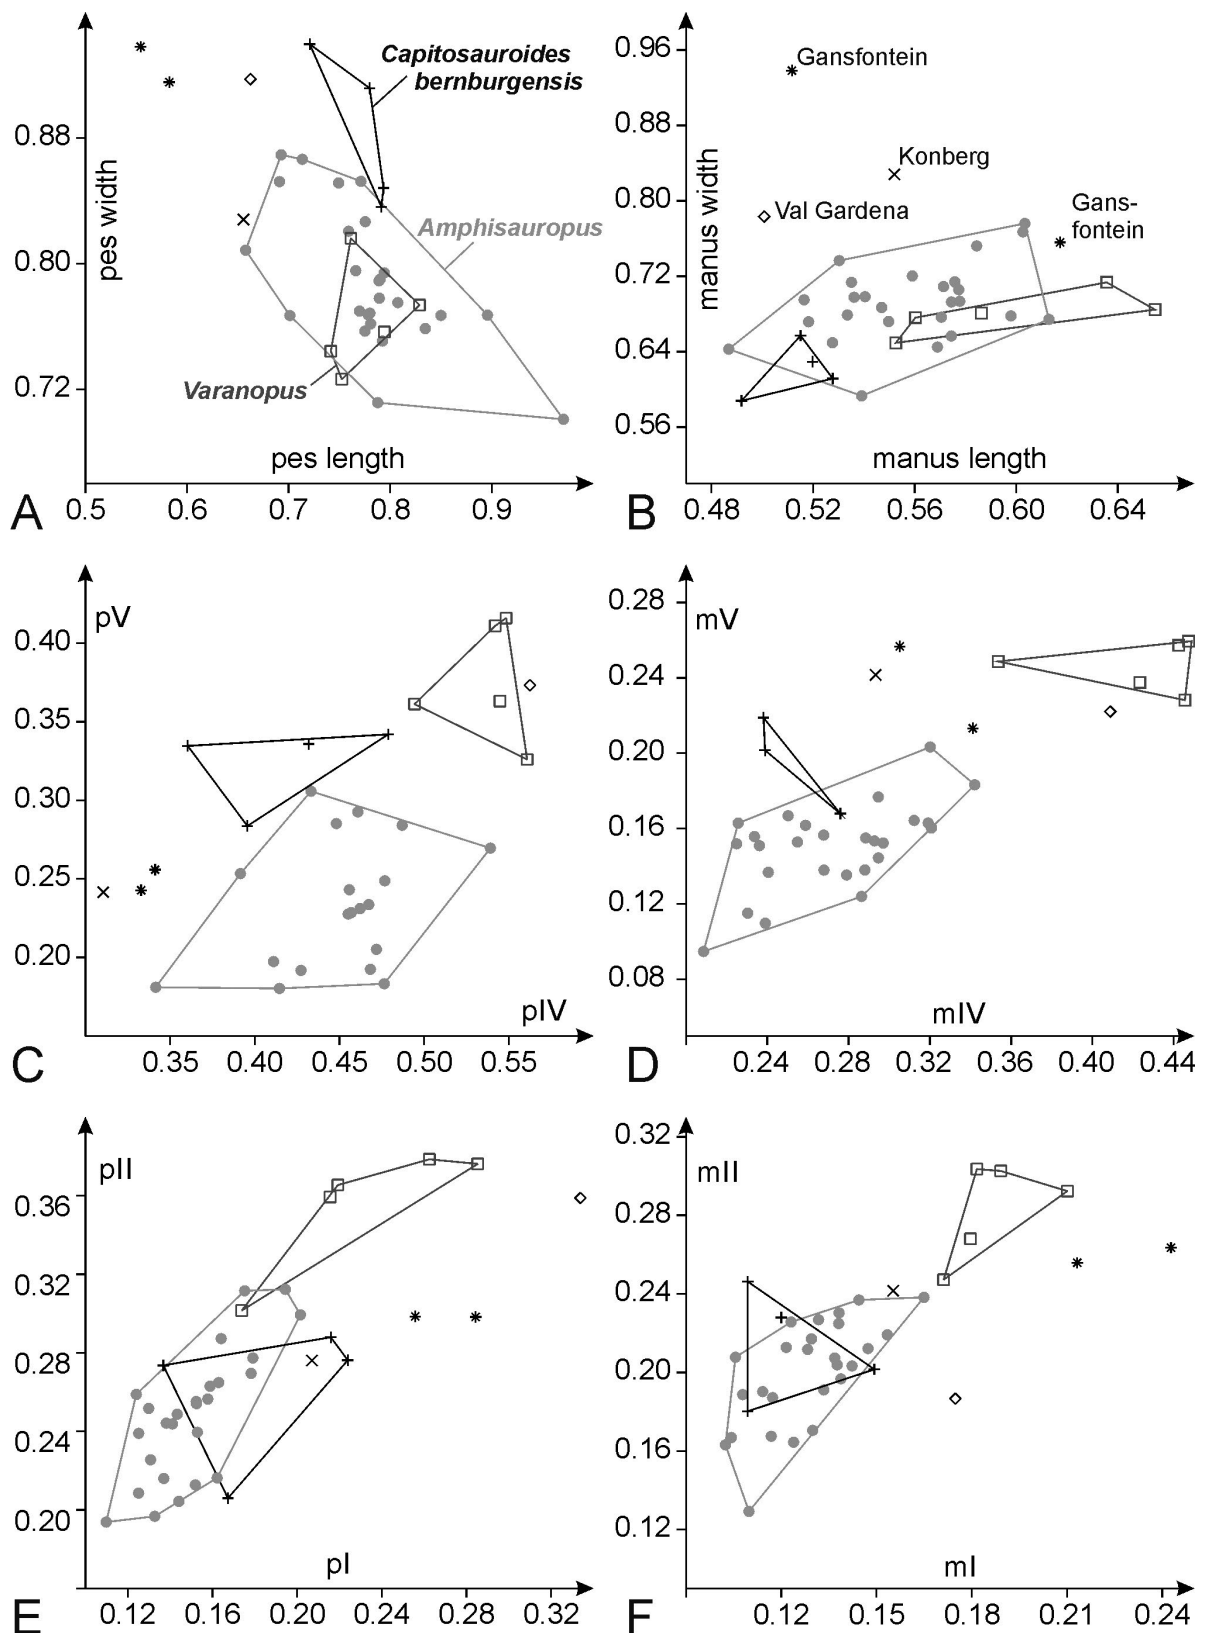 Capitosauroides
bernburgensis
0.88
0.80
0.72
pes width
Amphisauropus
Varanopus
pes length
A
0.5 0.6 0.7 0.8 0.9
0.96
0.88
0.80
0.72
0.64
0.56
manus width
Gansfontein
Konberg
Val Gardena
Gans-
fontein
manus length
B
0.48 0.52 0.56 0.60 0.64
pV
0.40
0.35
0.30
0.25
0.20
pIV
C
0.35 0.40 0.45 0.50 0.55
mV
0.28
0.24
0.20
0.16
0.12
0.08
mIV
D
0.24 0.28 0.32 0.36 0.40 0.44
pII
0.36
0.32
0.28
0.24
0.20
pI
E
0.12 0.16 0.20 0.24 0.28 0.32
0.32
mII
0.28
0.24
0.20
0.16
0.12
mI
F
0.12 0.15 0.18 0.21 0.24